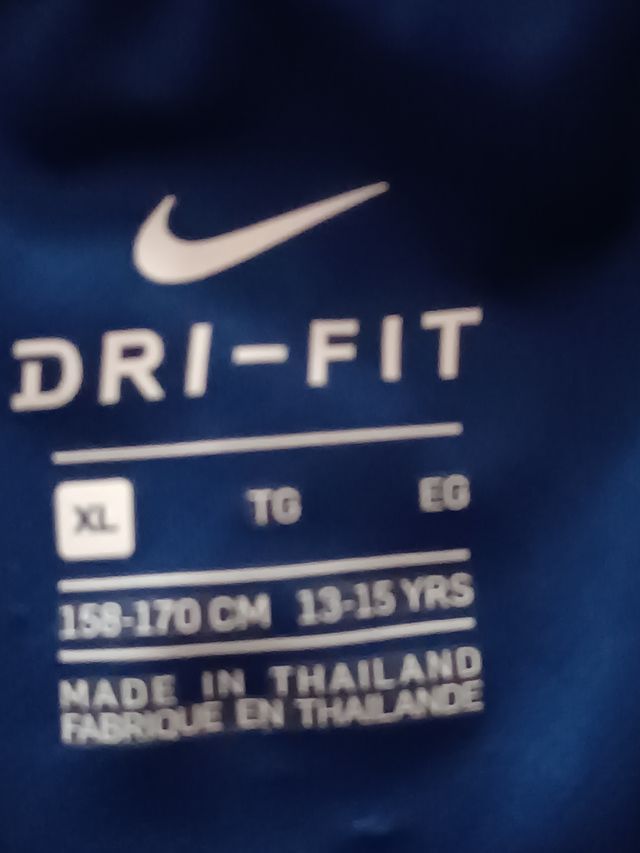 DRI-FIT
XL TG EG
158-170 CM 13-15 YRS
MADE IN THAILAND
FABRIQUE EN THAILANDE